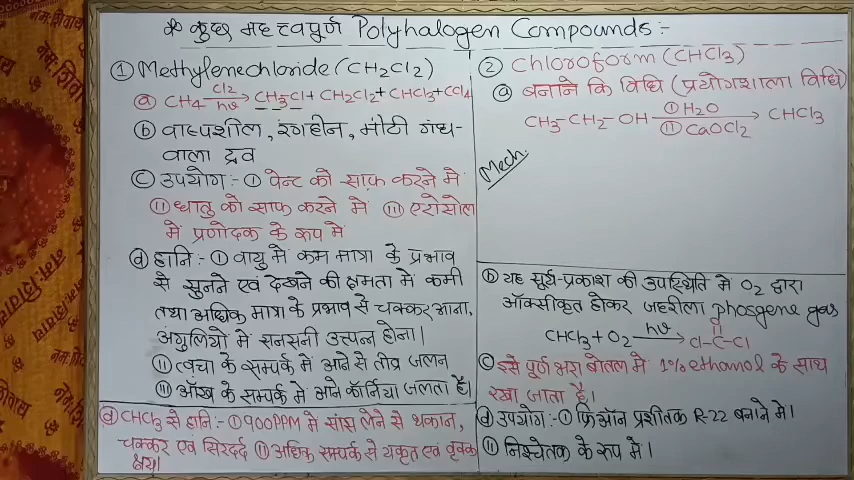 * कुछ महत्त्वपूर्ण Polyhalogen Compounds :-
① Methylenechloride (CH2Cl2)
ⓐ CH4 Cl2 hν → CH3Cl + CH2Cl2 + CHCl3 + CCl4
ⓑ वाष्पशील, रंगहीन, मीठी गंध-
वाला द्रव
ⓒ उपयोग :- ① पेन्ट को साफ करने में
ⅱ धातु को साफ करने में ⅲ एरोसोल
में प्रणोदक के रूप में
ⓓ हानि :- ① वायु में कम मात्रा के प्रभाव
से सुनने एवं देखने की क्षमता में कमी
तथा अधिक मात्रा के प्रभाव से चक्कर आना,
अंगुलियो में सनसनी उत्पन्न होना।
ⅱ त्वचा के सम्पर्क में आने से तीव्र जलन
ⅲ आँख के सम्पर्क में आने कॉर्निया जलता है।
② Chloroform (CHCl3)
ⓐ बनाने कि विधि (प्रयोगशाला विधि)
CH3-CH2-OH ① H2O ⅱ CaOCl2 → CHCl3
Mech.
ⓑ यह सूर्य-प्रकाश की उपस्थिति में O2 द्वारा
ऑक्सीकृत होकर जहरीला phosgene gas
CHCl3 + O2 hν → Cl-C-Cl
ⓒ इसे पूर्ण भरा बोतल में 1% ethanol के साथ
रखा जाता है।
ⓓ उपयोग :- ① फ्रिऑन प्रशीतक R-22 बनाने में।
ⅱ निश्चेतक के रूप में।
ⓓ CHCl3 से हानि :- ① 900PPM में सांस लेने से थकान,
चक्कर एवं सिरदर्द ⅱ अधिक सम्पर्क से यकृत एवं वृक्क
क्षय।